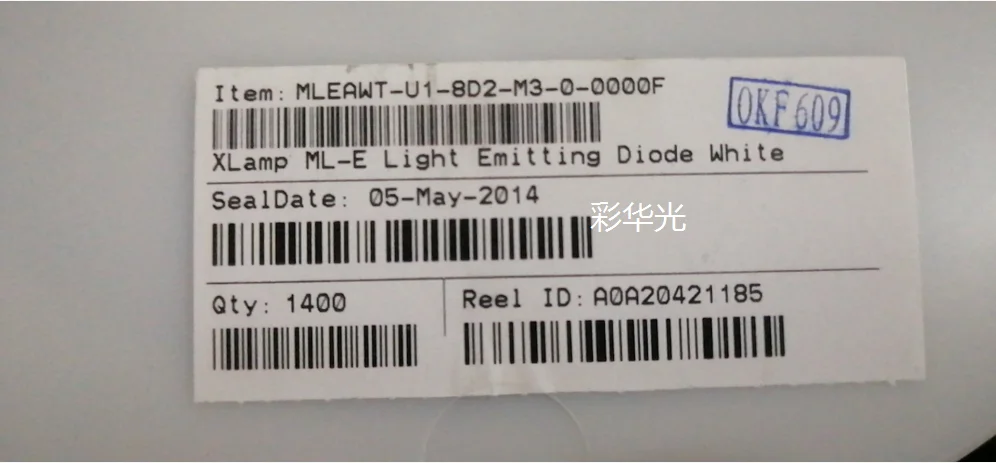 Item: MLEAWT-U1-8D2-M3-0-0000F
OKF609
XLamp ML-E Light Emitting Diode White
SealDate: 05-May-2014
彩华光
Qty: 1400
Reel ID: A0A20421185